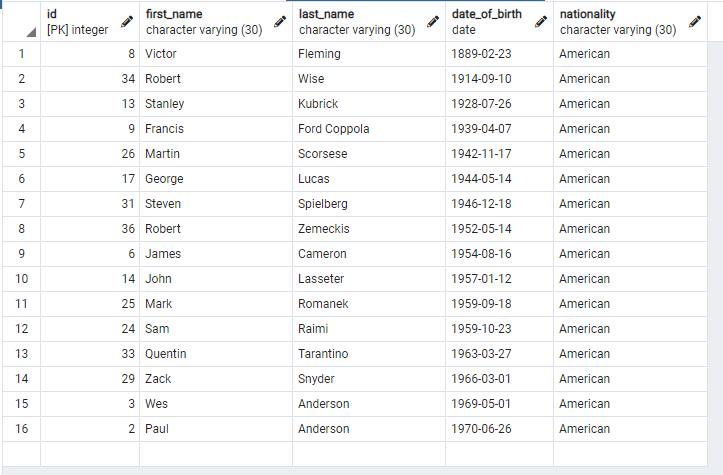 id first_name last_name date_of_birth nationality
[PK] integer character varying (30) character varying (30) date character varying (30)
1 8 Victor Fleming 1889-02-23 American
2 34 Robert Wise 1914-09-10 American
3 13 Stanley Kubrick 1928-07-26 American
4 9 Francis Ford Coppola 1939-04-07 American
5 26 Martin Scorsese 1942-11-17 American
6 17 George Lucas 1944-05-14 American
7 31 Steven Spielberg 1946-12-18 American
8 36 Robert Zemeckis 1952-05-14 American
9 6 James Cameron 1954-08-16 American
10 14 John Lasseter 1957-01-12 American
11 25 Mark Romanek 1959-09-18 American
12 24 Sam Raimi 1959-10-23 American
13 33 Quentin Tarantino 1963-03-27 American
14 29 Zack Snyder 1966-03-01 American
15 3 Wes Anderson 1969-05-01 American
16 2 Paul Anderson 1970-06-26 American